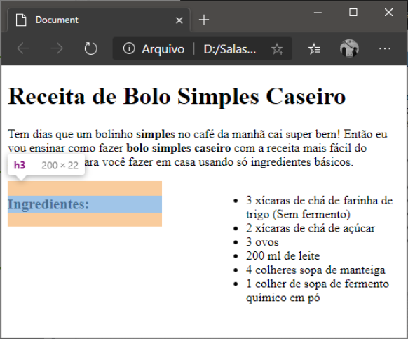 Document
Arquivo | D:/Salas...
Receita de Bolo Simples Caseiro
Tem dias que um bolinho simples no café da manhã cai super bem! Então eu
vou ensinar como fazer bolo simples caseiro com a receita mais fácil do
ara você fazer em casa usando só ingredientes básicos.
h3 200 × 22
Ingredientes:
3 xícaras de chá de farinha de
trigo (Sem fermento)
2 xícaras de chá de açúcar
3 ovos
200 ml de leite
4 colheres sopa de manteiga
1 colher de sopa de fermento
químico em pó